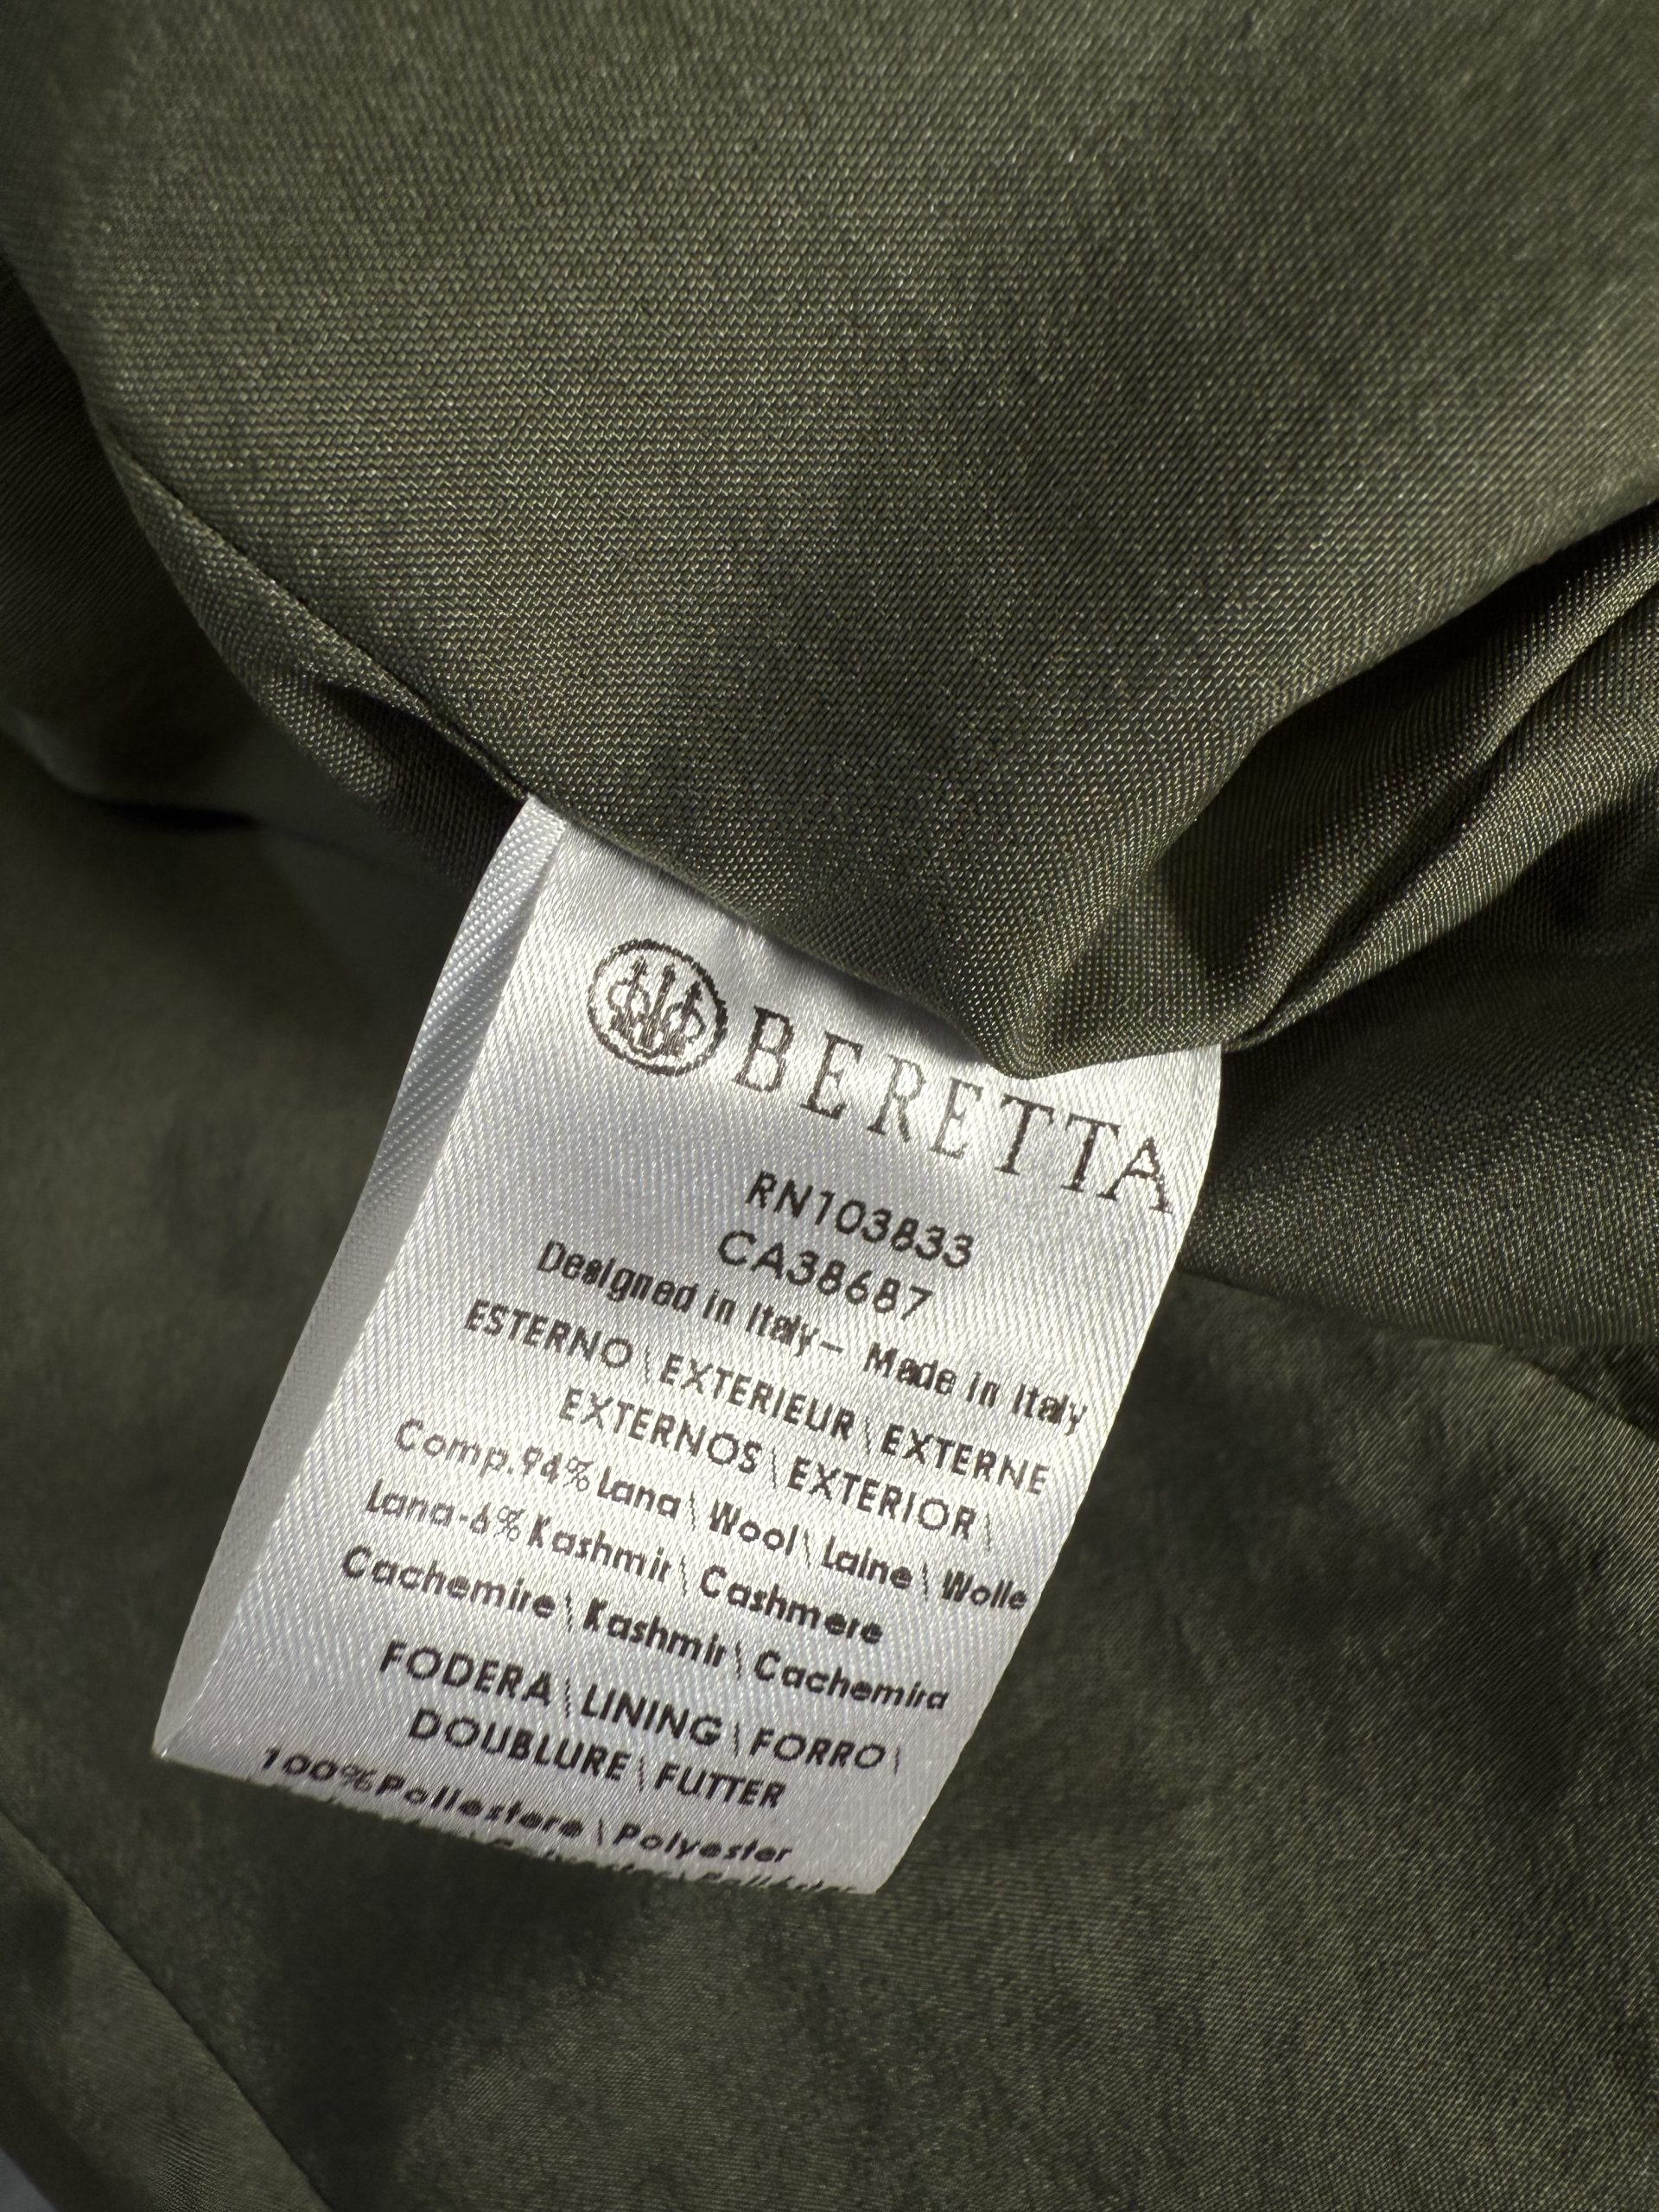 BERETTA
RN103833
CA38687
Designed in Italy– Made in Italy
ESTERNO\EXTERIEUR\EXTERNE
EXTERNOS\EXTERIOR\
Comp.94%Lana\Wool\Laine\Wolle
Lana-6%Kashmir\Cashmere
Cachemire\Kashmir\Cachemira
FODERA\LINING\FORRO\
DOUBLURE\FUTTER
100%Poliestere\Polyester